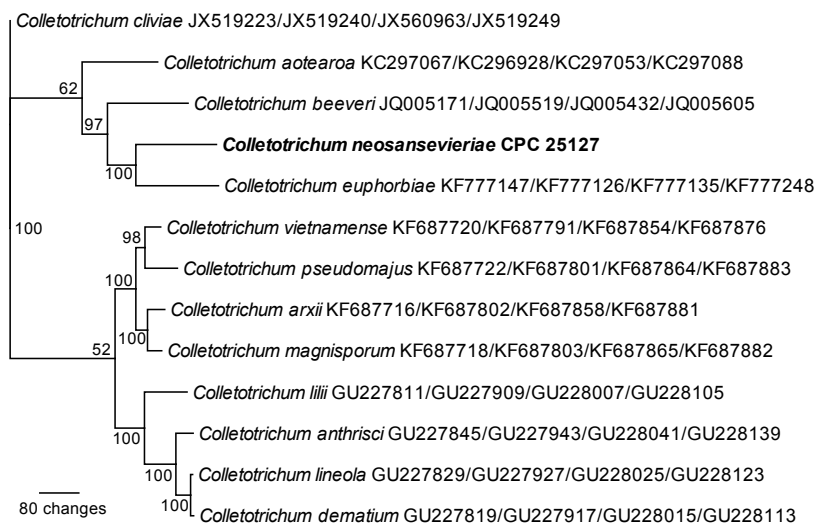 Colletotrichum cliviae JX519223/JX519240/JX560963/JX519249
Colletotrichum aotearoa KC297067/KC296928/KC297053/KC297088
62
Colletotrichum beeveri JQ005171/JQ005519/JQ005432/JQ005605
97
Colletotrichum neosansevieriae CPC 25127
100
Colletotrichum euphorbiae KF777147/KF777126/KF777135/KF777248
100
Colletotrichum vietnamense KF687720/KF687791/KF687854/KF687876
98
Colletotrichum pseudomajus KF687722/KF687801/KF687864/KF687883
100
Colletotrichum arxii KF687716/KF687802/KF687858/KF687881
100
Colletotrichum magnisporum KF687718/KF687803/KF687865/KF687882
52
Colletotrichum lilii GU227811/GU227909/GU228007/GU228105
100
Colletotrichum anthrisci GU227845/GU227943/GU228041/GU228139
100
Colletotrichum lineola GU227829/GU227927/GU228025/GU228123
100
Colletotrichum dematium GU227819/GU227917/GU228015/GU228113
80 changes